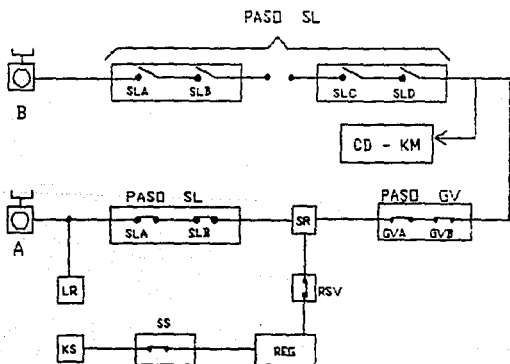 PASO SL
B
SLA SLB SLC SLD
CD - KM
PASO SL
PASO GV
A
SLA SLB
SR
GVA GVB
LR
RSV
SS
KS
REG